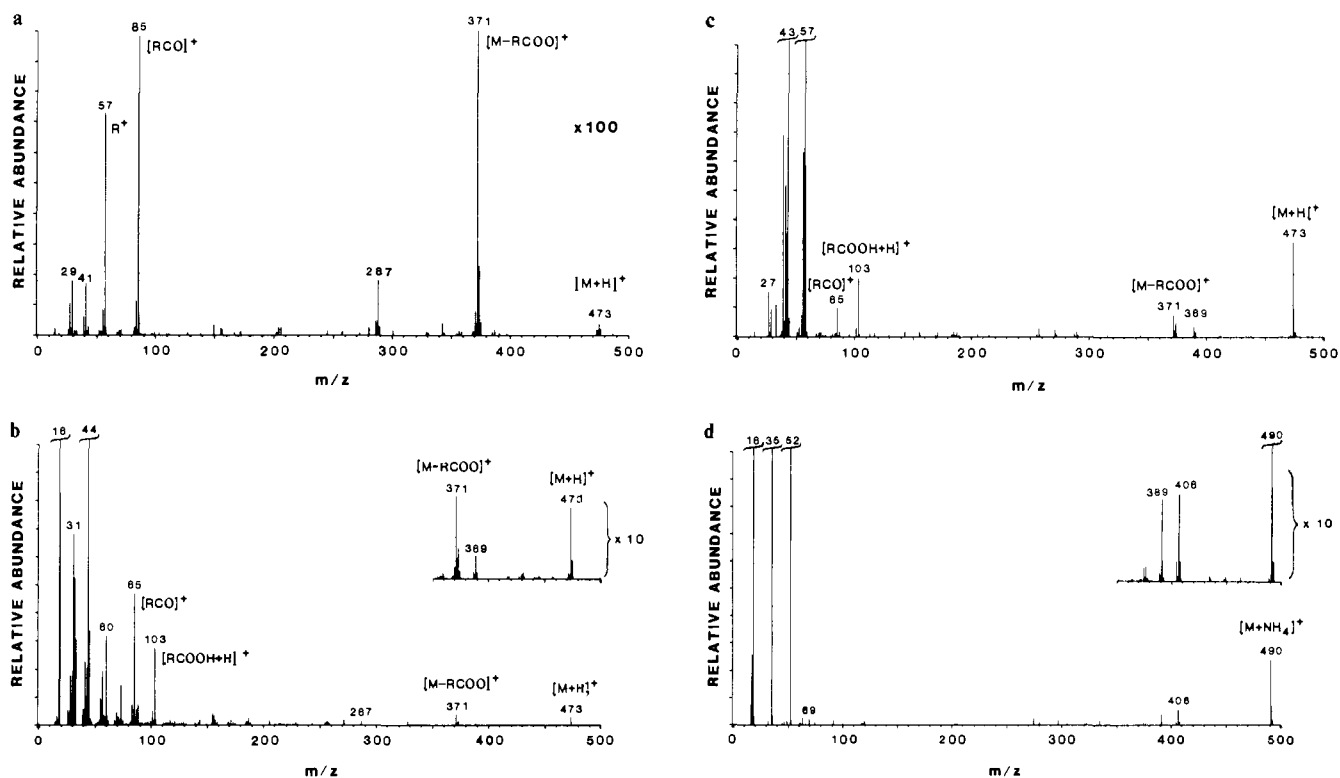 a
85
[RCO]⁺
371
[M-RCOO]⁺
57
R⁺
x100
29
41
287
[M+H]⁺
473
RELATIVE ABUNDANCE
0 100 200 300 400 500
m/z
c
43 57
[M+H]⁺
473
[RCOOH+H]⁺
103
[RCO]⁺
85
27
[M-RCOO]⁺
371
389
RELATIVE ABUNDANCE
0 100 200 300 400 500
m/z
b
18 44
[M-RCOO]⁺
371
[M+H]⁺
473
389
x 10
31
85
[RCO]⁺
60
103
[RCOOH+H]⁺
287
[M-RCOO]⁺
371
[M+H]⁺
473
RELATIVE ABUNDANCE
0 100 200 300 400 500
m/z
d
18 35 52
490
389
406
x 10
[M+NH₄]⁺
490
406
69
RELATIVE ABUNDANCE
0 100 200 300 400 500
m/z